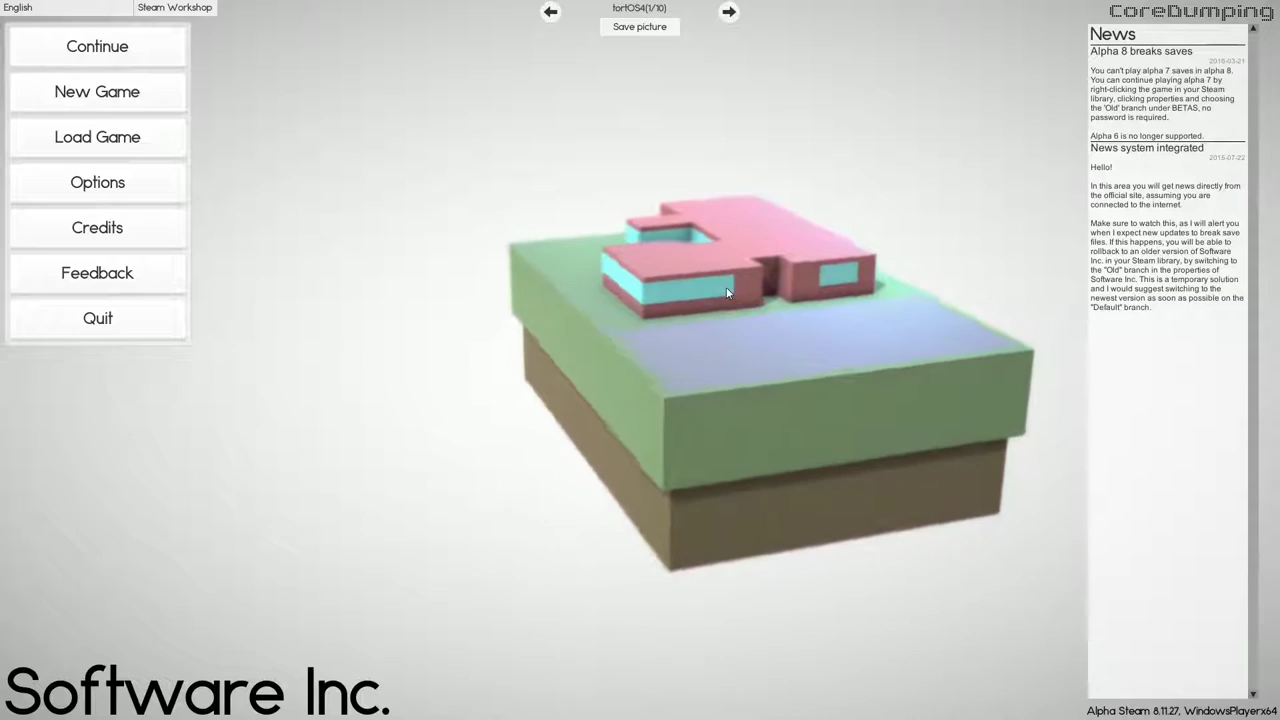 English
Steam Workshop
tortOS4(1/10)
Save picture
CoreDumping
Continue
New Game
Load Game
Options
Credits
Feedback
Quit
News
Alpha 8 breaks saves
2016-03-21
You can't play alpha 7 saves in alpha 8.
You can continue playing alpha 7 by
right-clicking the game in your Steam
library, clicking properties and choosing
the 'Old' branch under BETAS, no
password is required.
Alpha 6 is no longer supported.
News system integrated
2015-07-22
Hello!
In this area you will get news directly from
the official site, assuming you are
connected to the internet.
Make sure to watch this, as I will alert you
when I expect new updates to break save
files. If this happens, you will be able to
rollback to an older version of Software
Inc. in your Steam library, by switching to
the "Old" branch in the properties of
Software Inc. This is a temporary solution
and I would suggest switching to the
newest version as soon as possible on the
"Default" branch.
Software Inc.
Alpha Steam 8.11.27, WindowsPlayerx64